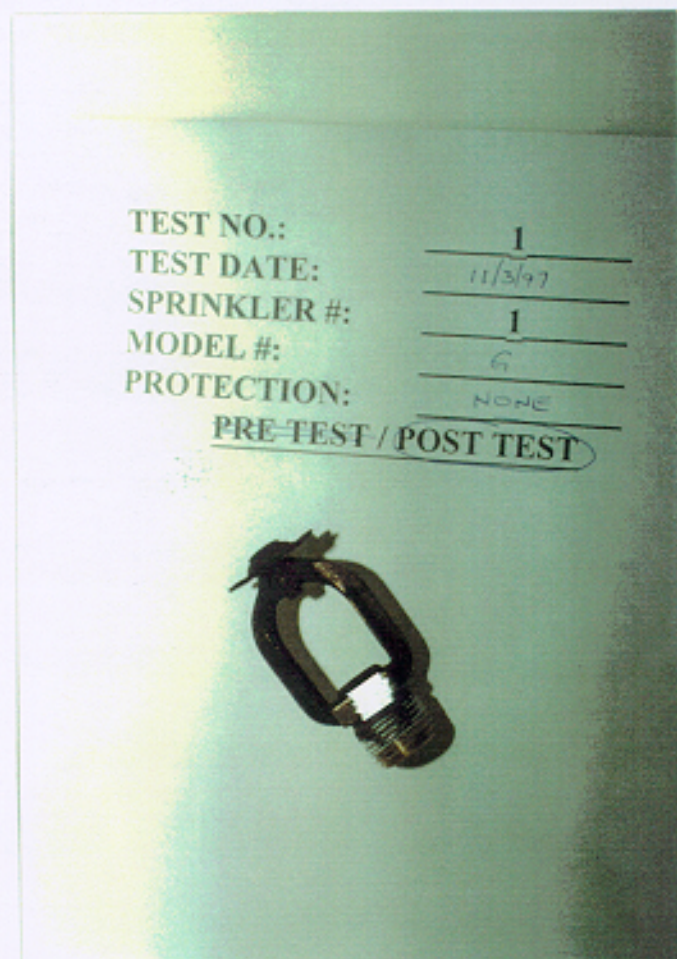 TEST NO.: 1
TEST DATE: 11/3/97
SPRINKLER #: 1
MODEL #: G
PROTECTION: NONE
PRE TEST / POST TEST